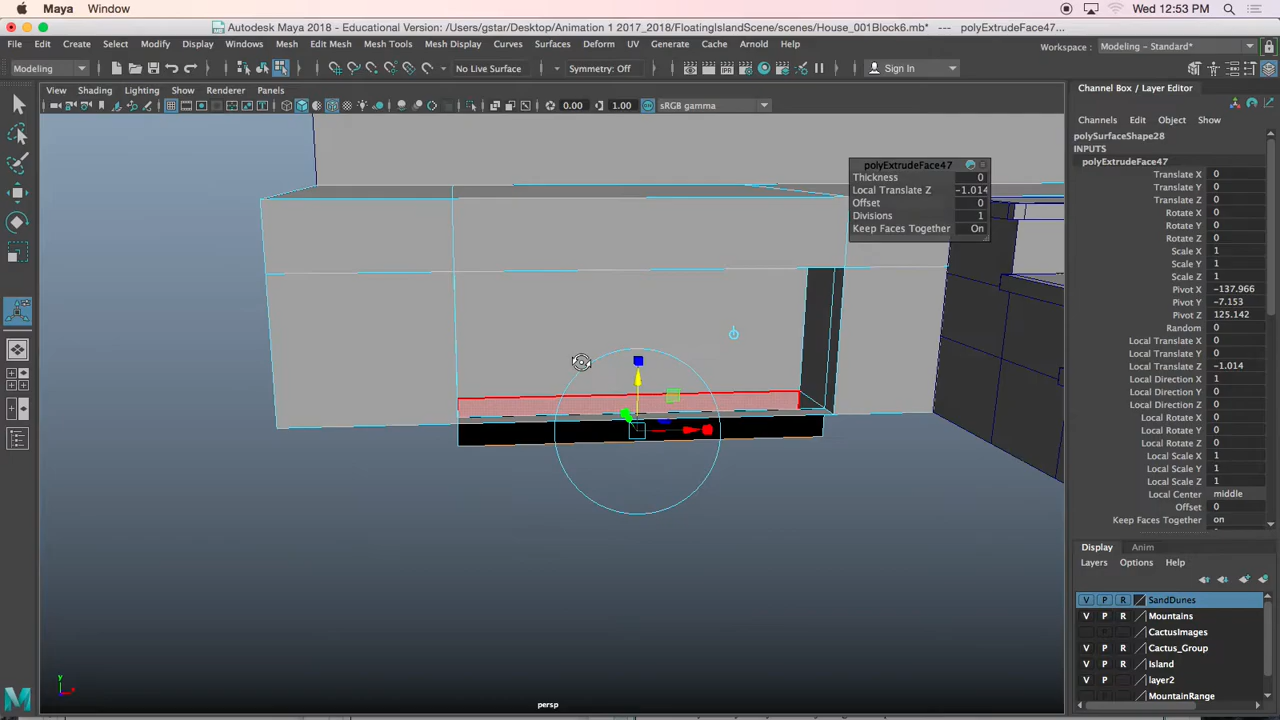 Maya Window
Wed 12:53 PM
Autodesk Maya 2018 - Educational Version: /Users/gstar/Desktop/Animation 1 2017_2018/FloatingIslandScene/scenes/House_001Block6.mb* --- polyExtrudeFace47...
File Edit Create Select Modify Display Windows Mesh Edit Mesh Mesh Tools Mesh Display Curves Surfaces Deform UV Generate Cache Arnold Help
Workspace : Modeling - Standard*
Modeling No Live Surface Symmetry: Off Sign In
View Shading Lighting Show Renderer Panels
0.00 1.00 sRGB gamma
polyExtrudeFace47
Thickness 0
Local Translate Z -1.014
Offset 0
Divisions 1
Keep Faces Together On
persp
y
x
Channel Box / Layer Editor
Channels Edit Object Show
polySurfaceShape28
INPUTS
polyExtrudeFace47
Translate X 0
Translate Y 0
Translate Z 0
Rotate X 0
Rotate Y 0
Rotate Z 0
Scale X 1
Scale Y 1
Scale Z 1
Pivot X -137.966
Pivot Y -7.153
Pivot Z 125.142
Random 0
Local Translate X 0
Local Translate Y 0
Local Translate Z -1.014
Local Direction X 1
Local Direction Y 0
Local Direction Z 0
Local Rotate X 0
Local Rotate Y 0
Local Rotate Z 0
Local Scale X 1
Local Scale Y 1
Local Scale Z 1
Local Center middle
Offset 0
Keep Faces Together on
Display Anim
Layers Options Help
V P R SandDunes
V P R Mountains
CactusImages
V P R Cactus_Group
V P R Island
V P layer2
MountainRange